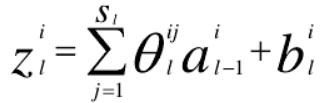 z_l^i = \sum_{j=1}^{s_l} \theta_l^{ij} a_{l-1}^i + b_l^i